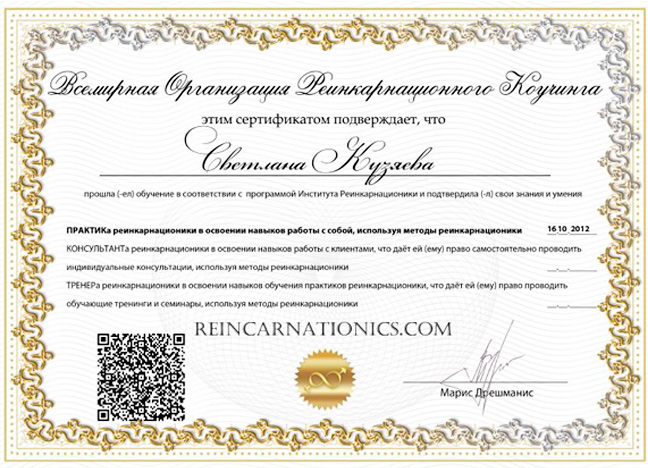 Всемирная Организация Реинкарнационного Коучинга
этим сертификатом подтверждает, что
Светлана Кузяева
прошла (-ел) обучение в соответствии с программой Института Реинкарнационики и подтвердила (-л) свои знания и умения
ПРАКТИКа реинкарнационики в освоении навыков работы с собой, используя методы реинкарнационики 16 10_2012_
КОНСУЛЬТАНТа реинкарнационики в освоении навыков работы с клиентами, что даёт ей (ему) право самостоятельно проводить
индивидуальные консультации, используя методы реинкарнационики __.__.____
ТРЕНЕРа реинкарнационики в освоении навыков обучения практиков реинкарнационики, что даёт ей (ему) право проводить
обучающие тренинги и семинары, используя методы реинкарнационики __.__.____
REINCARNATIONICS.COM
Марис Дрешманис